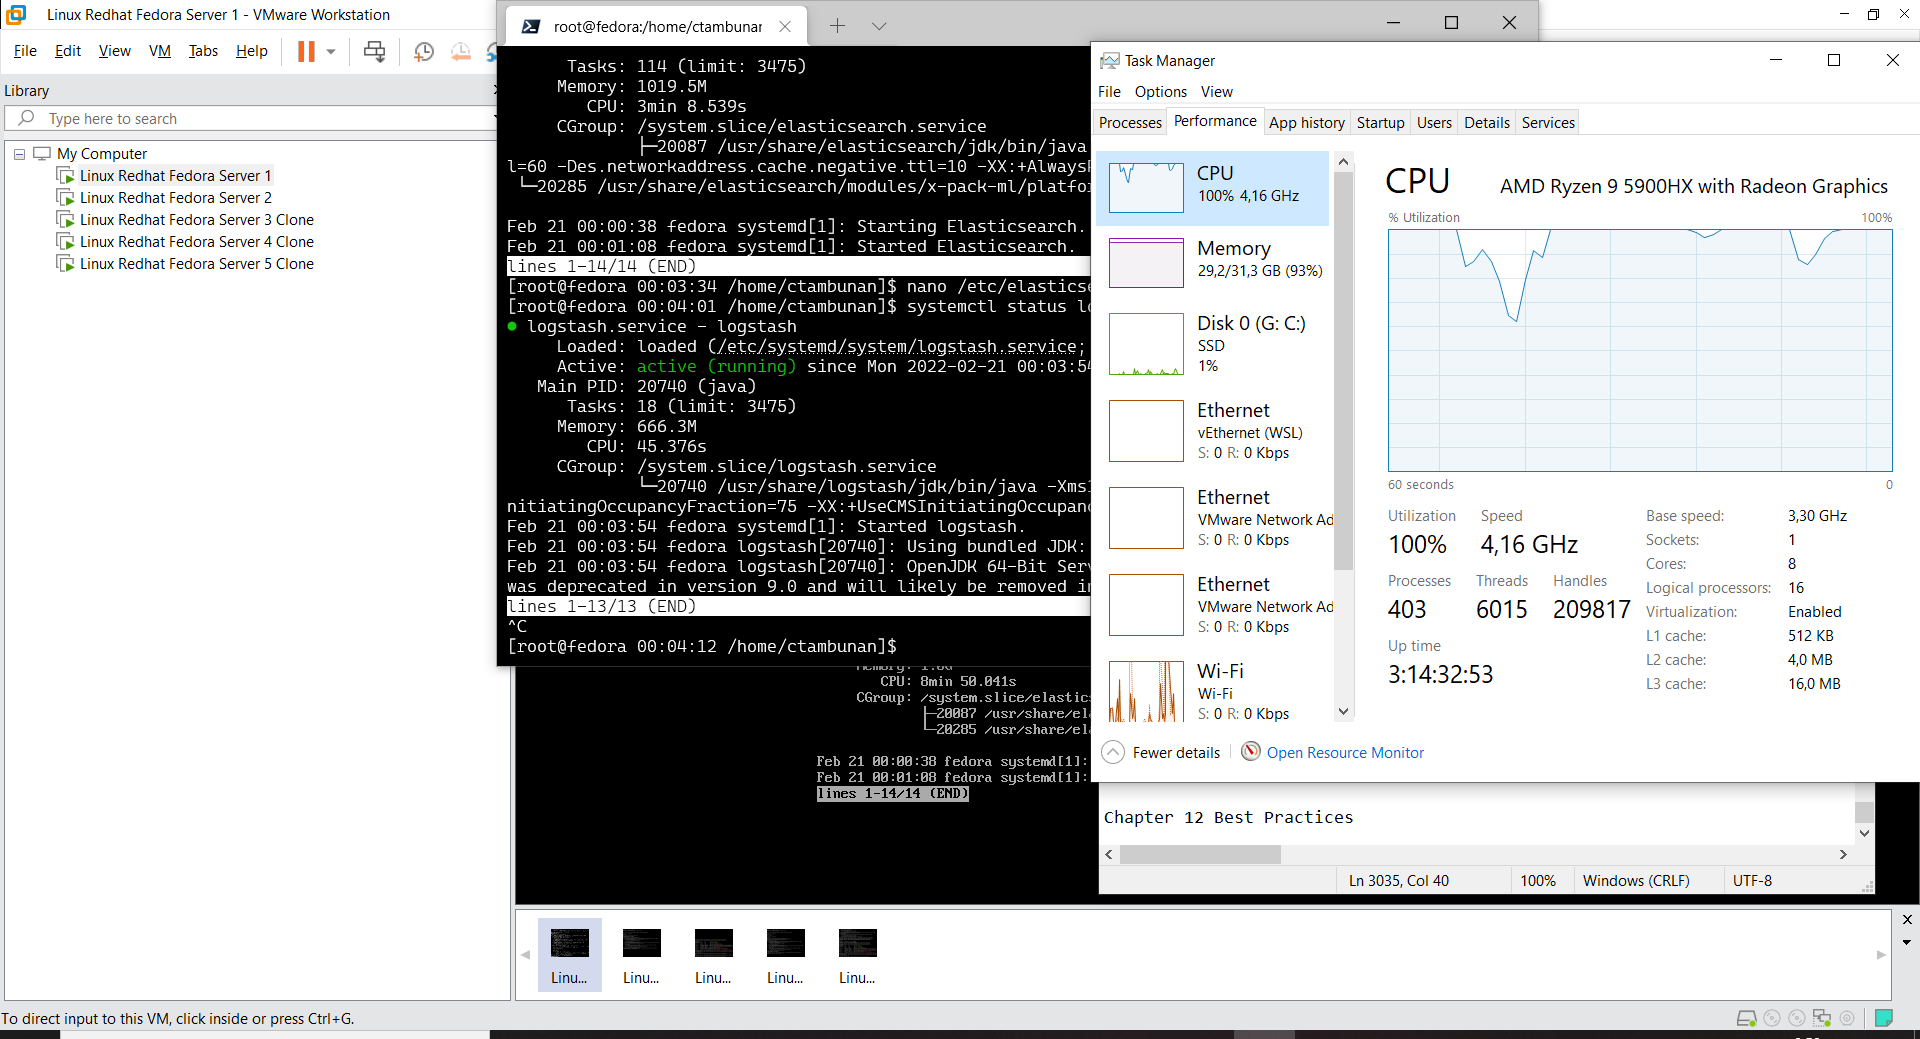 Linux Redhat Fedora Server 1 - VMware Workstation
File Edit View VM Tabs Help
Library
Type here to search
My Computer
Linux Redhat Fedora Server 1
Linux Redhat Fedora Server 2
Linux Redhat Fedora Server 3 Clone
Linux Redhat Fedora Server 4 Clone
Linux Redhat Fedora Server 5 Clone
root@fedora:/home/ctambunan
Tasks: 114 (limit: 3475)
Memory: 1019.5M
CPU: 3min 8.539s
CGroup: /system.slice/elasticsearch.service
├─20087 /usr/share/elasticsearch/jdk/bin/java
l=60 -Des.networkaddress.cache.negative.ttl=10 -XX:+AlwaysP
└─20285 /usr/share/elasticsearch/modules/x-pack-ml/platfo
Feb 21 00:00:38 fedora systemd[1]: Starting Elasticsearch.
Feb 21 00:01:08 fedora systemd[1]: Started Elasticsearch.
lines 1-14/14 (END)
[root@fedora 00:03:34 /home/ctambunan]$ nano /etc/elasticse
[root@fedora 00:04:01 /home/ctambunan]$ systemctl status lo
● logstash.service - logstash
Loaded: loaded (/etc/systemd/system/logstash.service;
Active: active (running) since Mon 2022-02-21 00:03:54
Main PID: 20740 (java)
Tasks: 18 (limit: 3475)
Memory: 666.3M
CPU: 45.376s
CGroup: /system.slice/logstash.service
└─20740 /usr/share/logstash/jdk/bin/java -Xms1
nitiatingOccupancyFraction=75 -XX:+UseCMSInitiatingOccupanc
Feb 21 00:03:54 fedora systemd[1]: Started logstash.
Feb 21 00:03:54 fedora logstash[20740]: Using bundled JDK:
Feb 21 00:03:54 fedora logstash[20740]: OpenJDK 64-Bit Serv
was deprecated in version 9.0 and will likely be removed in
lines 1-13/13 (END)
^C
[root@fedora 00:04:12 /home/ctambunan]$
CPU: 8min 50.041s
CGroup: /system.slice/elastics
├─20087 /usr/share/ela
└─20285 /usr/share/ela
Feb 21 00:00:38 fedora systemd[1]:
Feb 21 00:01:08 fedora systemd[1]:
lines 1-14/14 (END)
Task Manager
File Options View
Processes Performance App history Startup Users Details Services
CPU
100% 4,16 GHz
Memory
29,2/31,3 GB (93%)
Disk 0 (G: C:)
SSD
1%
Ethernet
vEthernet (WSL)
S: 0 R: 0 Kbps
Ethernet
VMware Network Ad
S: 0 R: 0 Kbps
Ethernet
VMware Network Ad
S: 0 R: 0 Kbps
Wi-Fi
Wi-Fi
S: 0 R: 0 Kbps
CPU AMD Ryzen 9 5900HX with Radeon Graphics
% Utilization 100%
60 seconds 0
Utilization Speed
100% 4,16 GHz
Processes Threads Handles
403 6015 209817
Up time
3:14:32:53
Base speed: 3,30 GHz
Sockets: 1
Cores: 8
Logical processors: 16
Virtualization: Enabled
L1 cache: 512 KB
L2 cache: 4,0 MB
L3 cache: 16,0 MB
Fewer details Open Resource Monitor
Chapter 12 Best Practices
Ln 3035, Col 40 100% Windows (CRLF) UTF-8
Linu... Linu... Linu... Linu... Linu...
To direct input to this VM, click inside or press Ctrl+G.